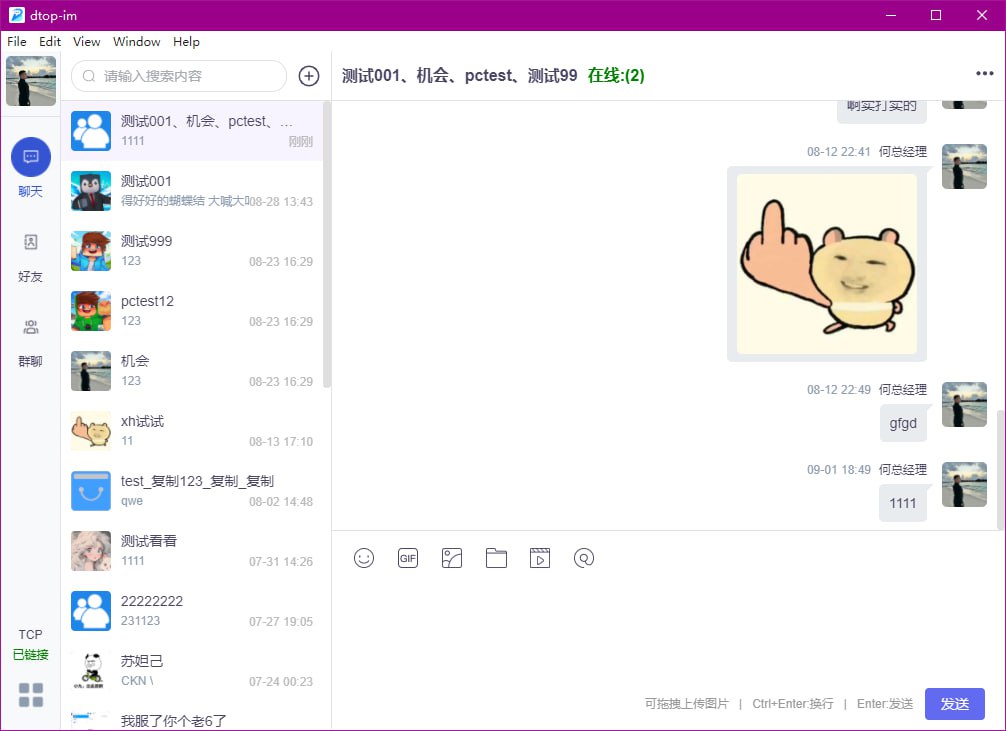 dtop-im
File Edit View Window Help
请输入搜索内容
测试001、机会、pctest、测试99 在线:(2)
聊天
好友
群聊
TCP
已链接
测试001、机会、pctest、…
1111 刚刚
测试001
得好好的蝴蝶结 大喊大叫 08-28 13:43
测试999
123 08-23 16:29
pctest12
123 08-23 16:29
机会
123 08-23 16:29
xh试试
11 08-13 17:10
test_复制123_复制_复制
qwe 08-02 14:48
测试看看
1111 07-31 14:26
22222222
231123 07-27 19:05
苏妲己
CKN \ 07-24 00:23
我服了你个老6了
啊实打实的
08-12 22:41 何总经理
08-12 22:49 何总经理
gfgd
09-01 18:49 何总经理
1111
GIF
可拖拽上传图片 | Ctrl+Enter:换行 | Enter:发送
发送